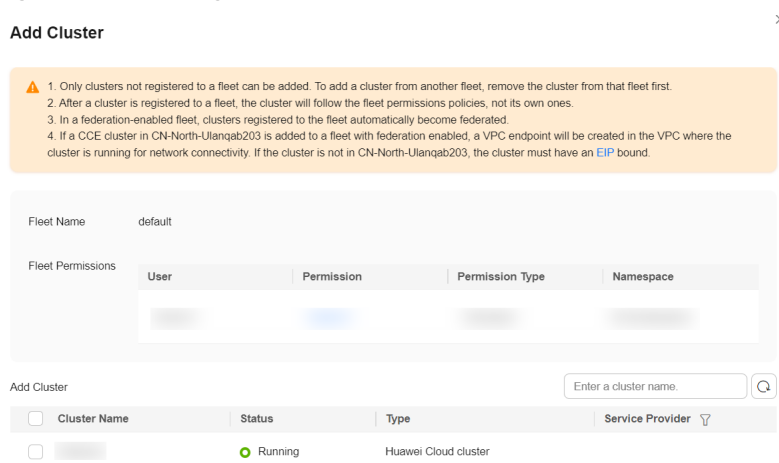 Add Cluster
1. Only clusters not registered to a fleet can be added. To add a cluster from another fleet, remove the cluster from that fleet first.
2. After a cluster is registered to a fleet, the cluster will follow the fleet permissions policies, not its own ones.
3. In a federation-enabled fleet, clusters registered to the fleet automatically become federated.
4. If a CCE cluster in CN-North-Ulanqab203 is added to a fleet with federation enabled, a VPC endpoint will be created in the VPC where the
cluster is running for network connectivity. If the cluster is not in CN-North-Ulanqab203, the cluster must have an EIP bound.
Fleet Name default
Fleet Permissions
User Permission Permission Type Namespace
Add Cluster Enter a cluster name.
Cluster Name Status Type Service Provider
Running Huawei Cloud cluster